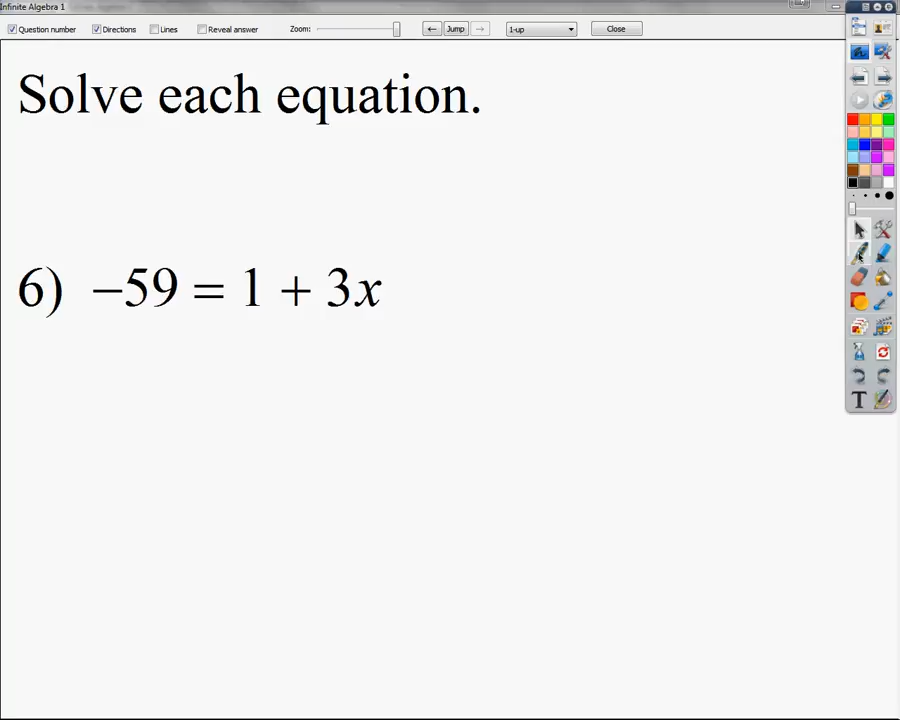 Infinite Algebra 1
Question number Directions Lines Reveal answer Zoom: Jump 1-up Close
Solve each equation.
6) −59 = 1 + 3x
T